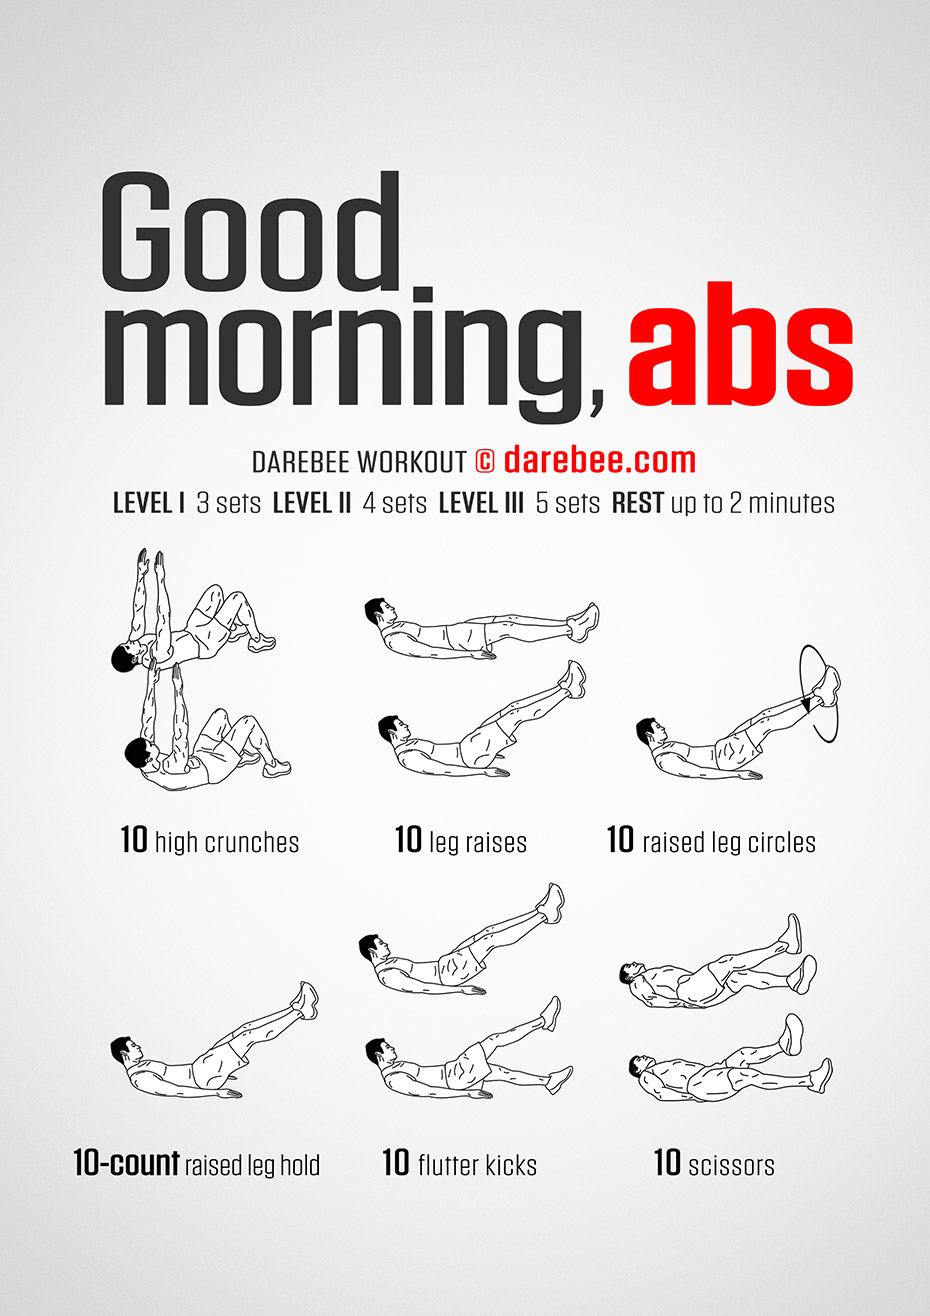 Good
morning, abs
DAREBEE WORKOUT © darebee.com
LEVEL I 3 sets LEVEL II 4 sets LEVEL III 5 sets REST up to 2 minutes
10 high crunches
10 leg raises
10 raised leg circles
10-count raised leg hold
10 flutter kicks
10 scissors